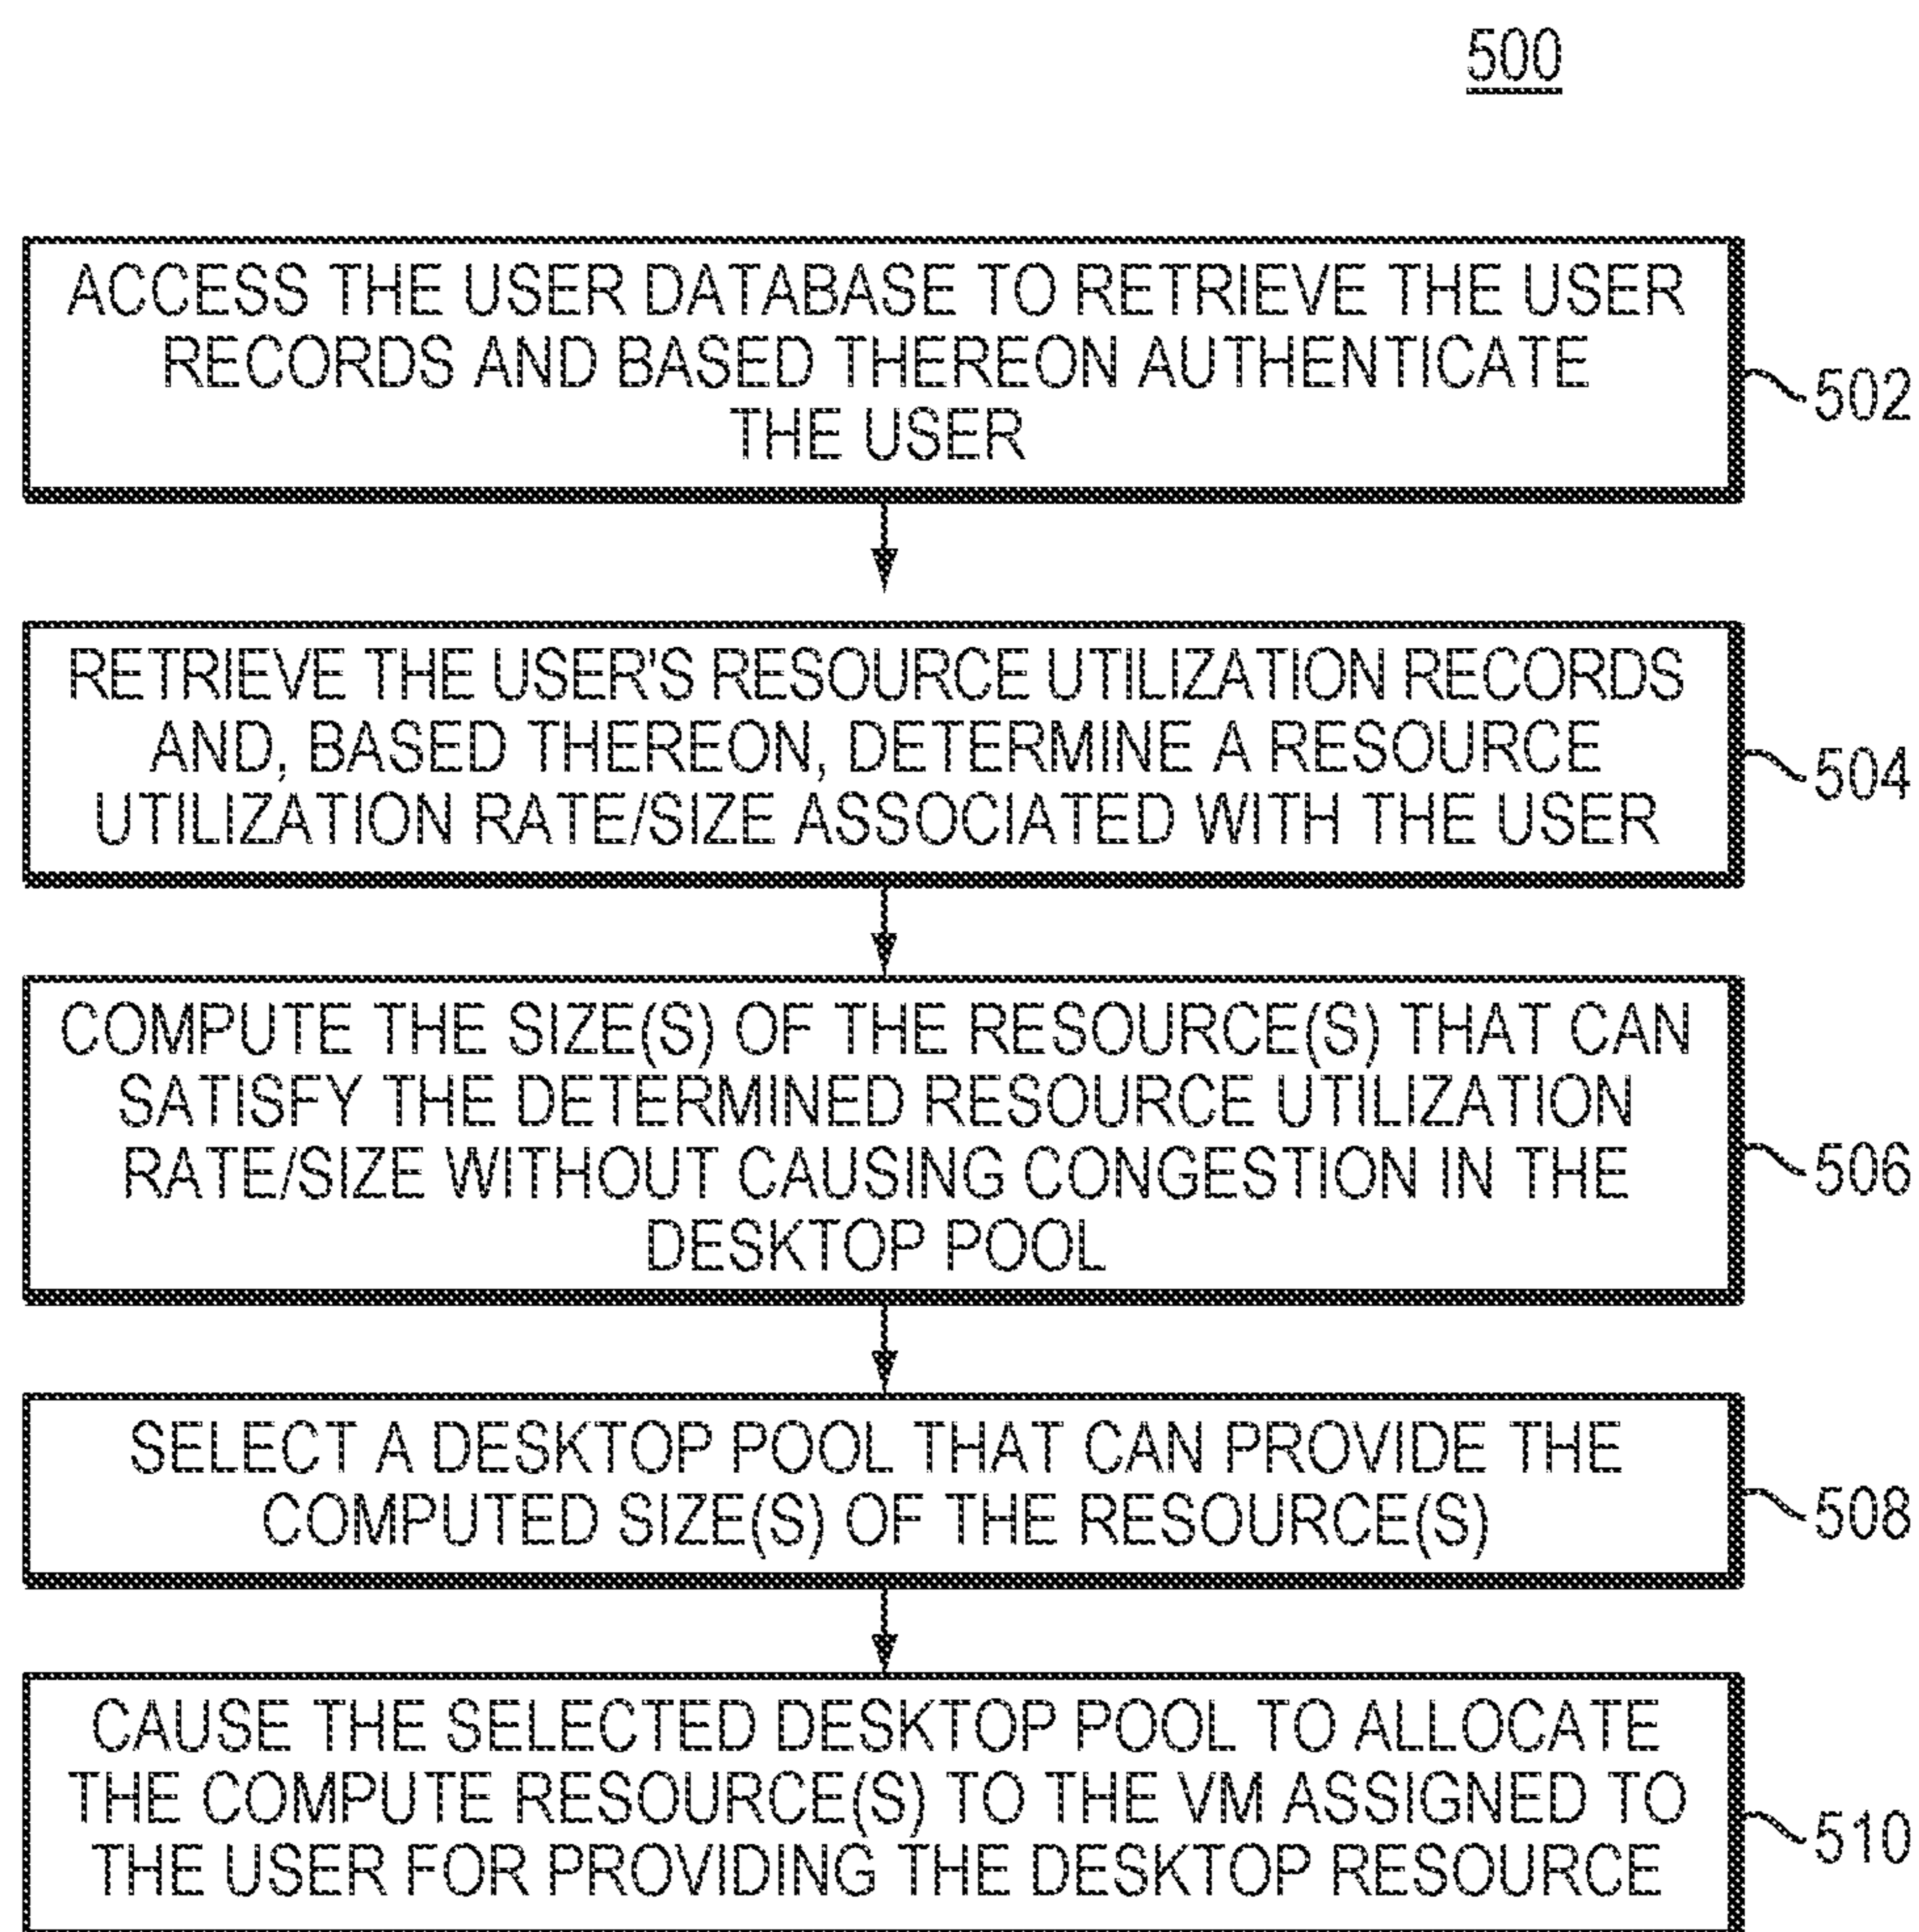 500
ACCESS THE USER DATABASE TO RETRIEVE THE USER
RECORDS AND BASED THEREON AUTHENTICATE
THE USER
502
RETRIEVE THE USER'S RESOURCE UTILIZATION RECORDS
AND, BASED THEREON, DETERMINE A RESOURCE
UTILIZATION RATE/SIZE ASSOCIATED WITH THE USER
504
COMPUTE THE SIZE(S) OF THE RESOURCE(S) THAT CAN
SATISFY THE DETERMINED RESOURCE UTILIZATION
RATE/SIZE WITHOUT CAUSING CONGESTION IN THE
DESKTOP POOL
506
SELECT A DESKTOP POOL THAT CAN PROVIDE THE
COMPUTED SIZE(S) OF THE RESOURCE(S)
508
CAUSE THE SELECTED DESKTOP POOL TO ALLOCATE
THE COMPUTE RESOURCE(S) TO THE VM ASSIGNED TO
THE USER FOR PROVIDING THE DESKTOP RESOURCE
510